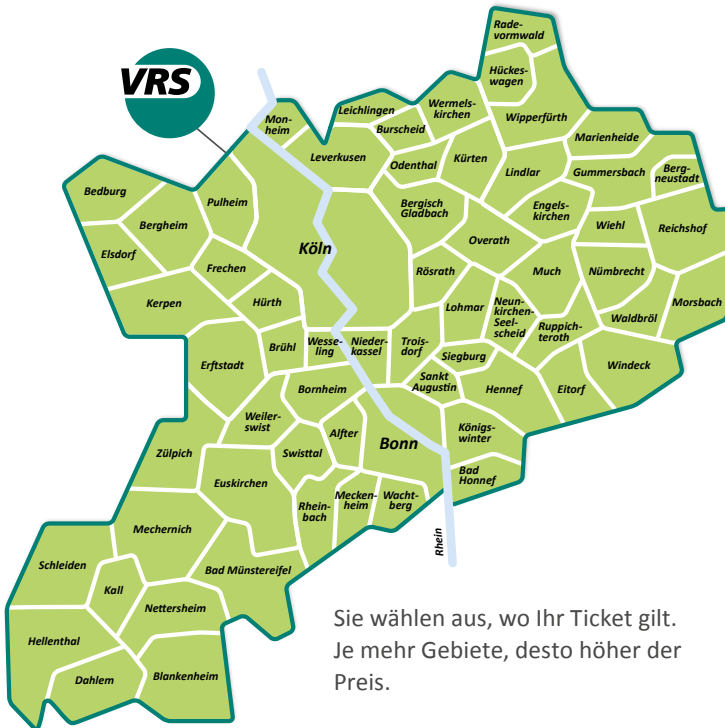 VRS
Rade-
vormwald
Hückes-
wagen
Wipperfürth
Wermels-
kirchen
Leichlingen
Burscheid
Mon-
heim
Leverkusen
Odenthal
Kürten
Lindlar
Marienheide
Gummersbach
Berg-
neustadt
Bedburg
Bergheim
Pulheim
Elsdorf
Köln
Bergisch
Gladbach
Overath
Engels-
kirchen
Wiehl
Reichshof
Frechen
Kerpen
Hürth
Rösrath
Much
Nümbrecht
Morsbach
Waldbröl
Lohmar
Neun-
kirchen-
Seel-
scheid
Ruppich-
teroth
Erftstadt
Brühl
Wesse-
ling
Nieder-
kassel
Trois-
dorf
Siegburg
Sankt
Augustin
Hennef
Eitorf
Windeck
Bornheim
Weiler-
swist
Swisttal
Alfter
Bonn
Königs-
winter
Bad
Honnef
Zülpich
Euskirchen
Rhein-
bach
Mecken-
heim
Wacht-
berg
Rhein
Mechernich
Schleiden
Kall
Bad Münstereifel
Nettersheim
Hellenthal
Dahlem
Blankenheim
Sie wählen aus, wo Ihr Ticket gilt.
Je mehr Gebiete, desto höher der
Preis.